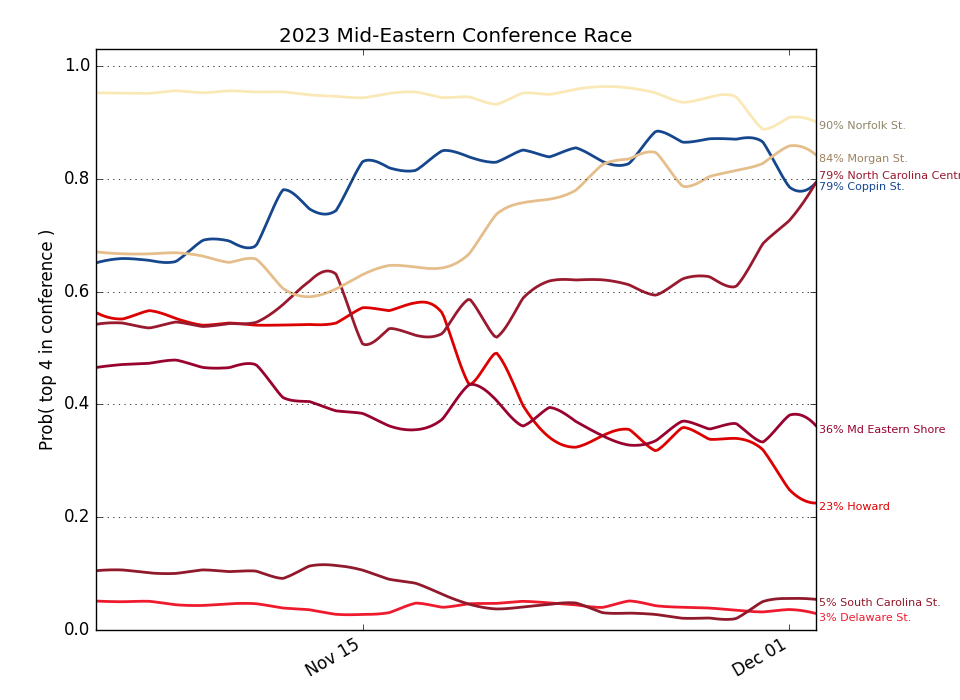 2023 Mid-Eastern Conference Race
1.0
0.8
0.6
0.4
0.2
0.0
Prob( top 4 in conference )
Nov 15
Dec 01
90% Norfolk St.
84% Morgan St.
79% North Carolina Centr
79% Coppin St.
36% Md Eastern Shore
23% Howard
5% South Carolina St.
3% Delaware St.